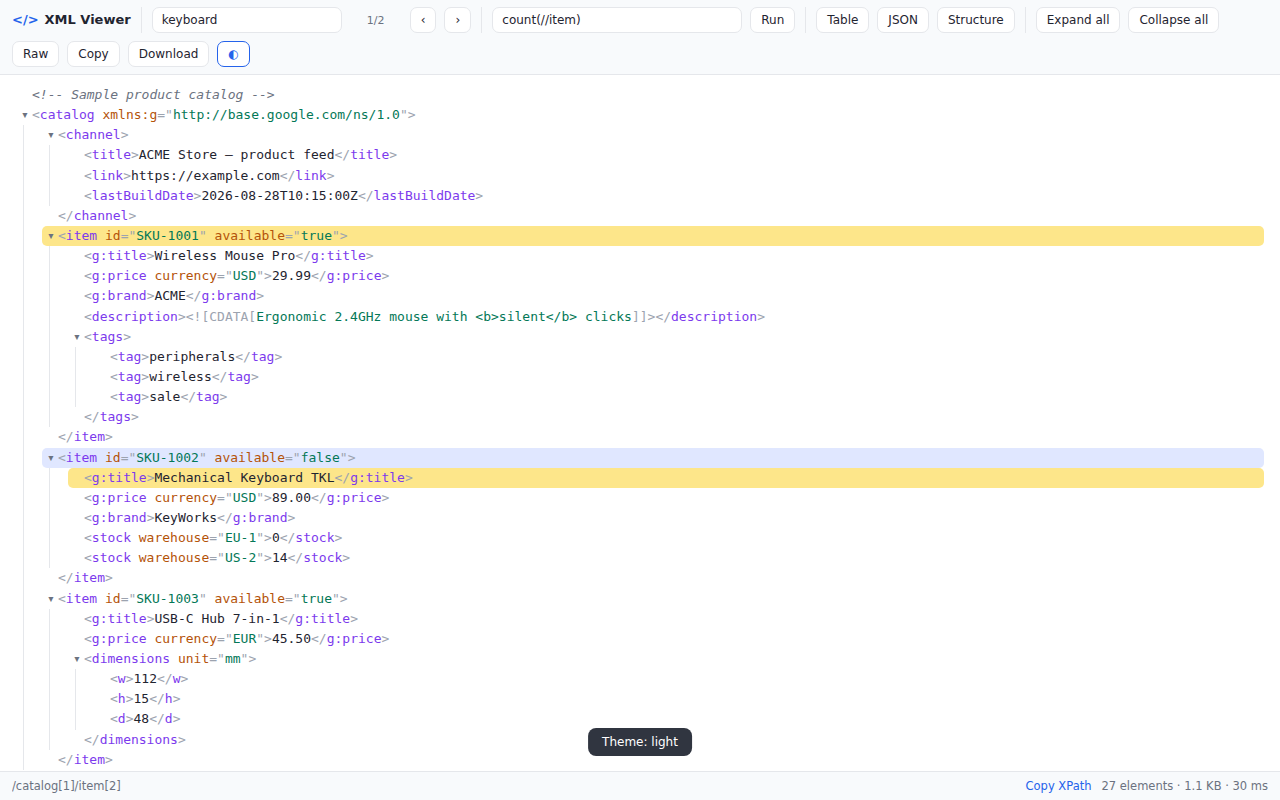 </> XML Viewer keyboard 1/2 ‹ › count(//item) Run Table JSON Structure Expand all Collapse all
Raw Copy Download ◐
<!-- Sample product catalog -->
▾ <catalog xmlns:g="http://base.google.com/ns/1.0">
▾ <channel>
<title>ACME Store — product feed</title>
<link>https://example.com</link>
<lastBuildDate>2026-08-28T10:15:00Z</lastBuildDate>
</channel>
▾ <item id="SKU-1001" available="true">
<g:title>Wireless Mouse Pro</g:title>
<g:price currency="USD">29.99</g:price>
<g:brand>ACME</g:brand>
<description><![CDATA[Ergonomic 2.4GHz mouse with <b>silent</b> clicks]]></description>
▾ <tags>
<tag>peripherals</tag>
<tag>wireless</tag>
<tag>sale</tag>
</tags>
</item>
▾ <item id="SKU-1002" available="false">
<g:title>Mechanical Keyboard TKL</g:title>
<g:price currency="USD">89.00</g:price>
<g:brand>KeyWorks</g:brand>
<stock warehouse="EU-1">0</stock>
<stock warehouse="US-2">14</stock>
</item>
▾ <item id="SKU-1003" available="true">
<g:title>USB-C Hub 7-in-1</g:title>
<g:price currency="EUR">45.50</g:price>
▾ <dimensions unit="mm">
<w>112</w>
<h>15</h>
<d>48</d>
</dimensions>
</item>
Theme: light
/catalog[1]/item[2] Copy XPath 27 elements · 1.1 KB · 30 ms